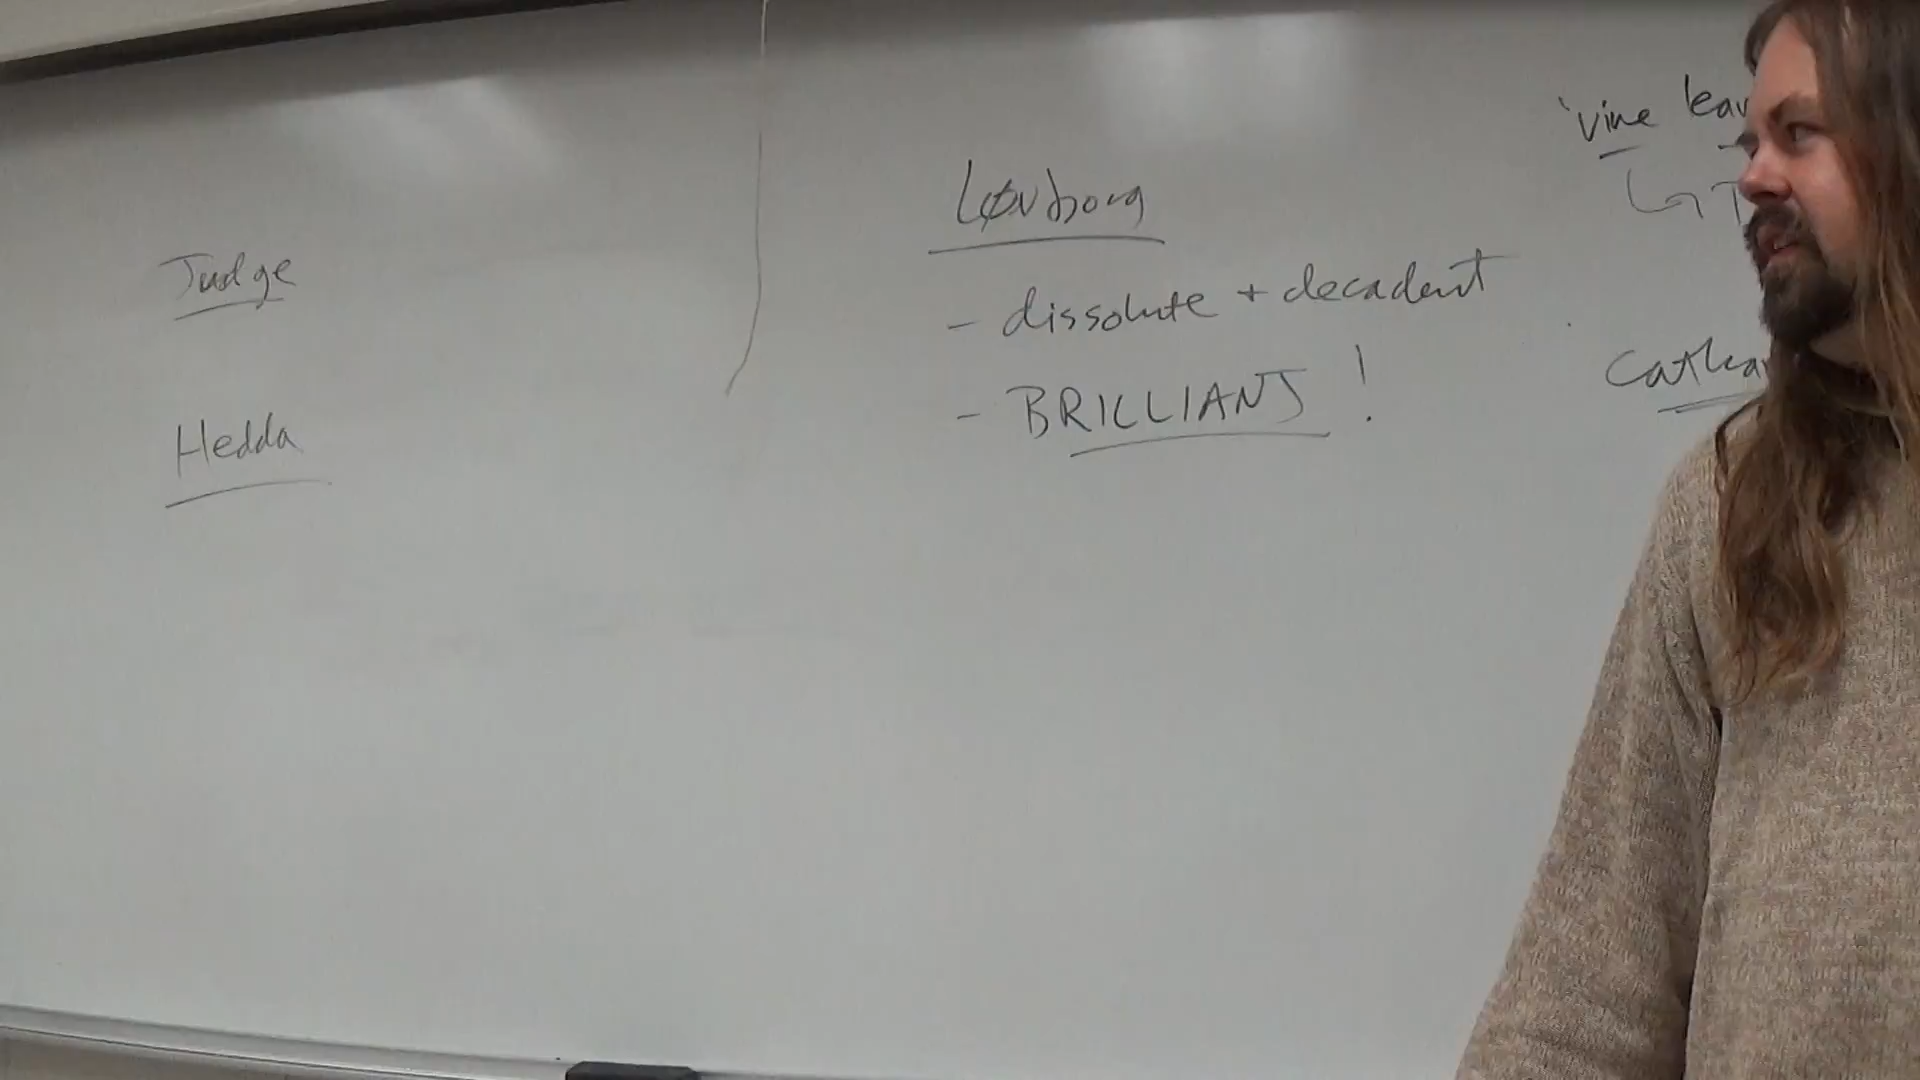 Judge
Hedda
Løvborg
- dissolute + decadent
- BRILLIANT!
'vine